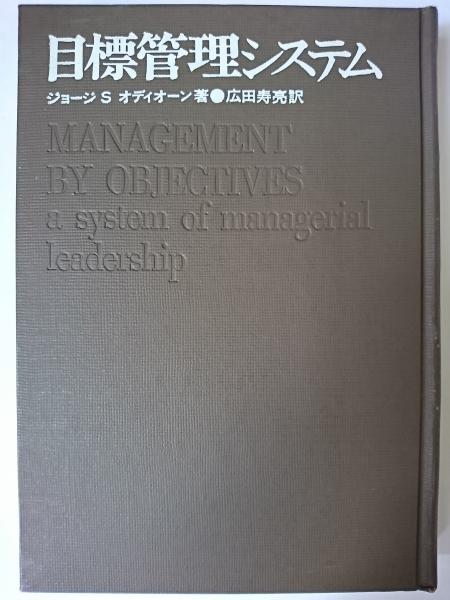 目標管理システム
ジョージ S オディオーン著●広田寿亮訳
MANAGEMENT
BY OBJECTIVES
a system of managerial
leadership